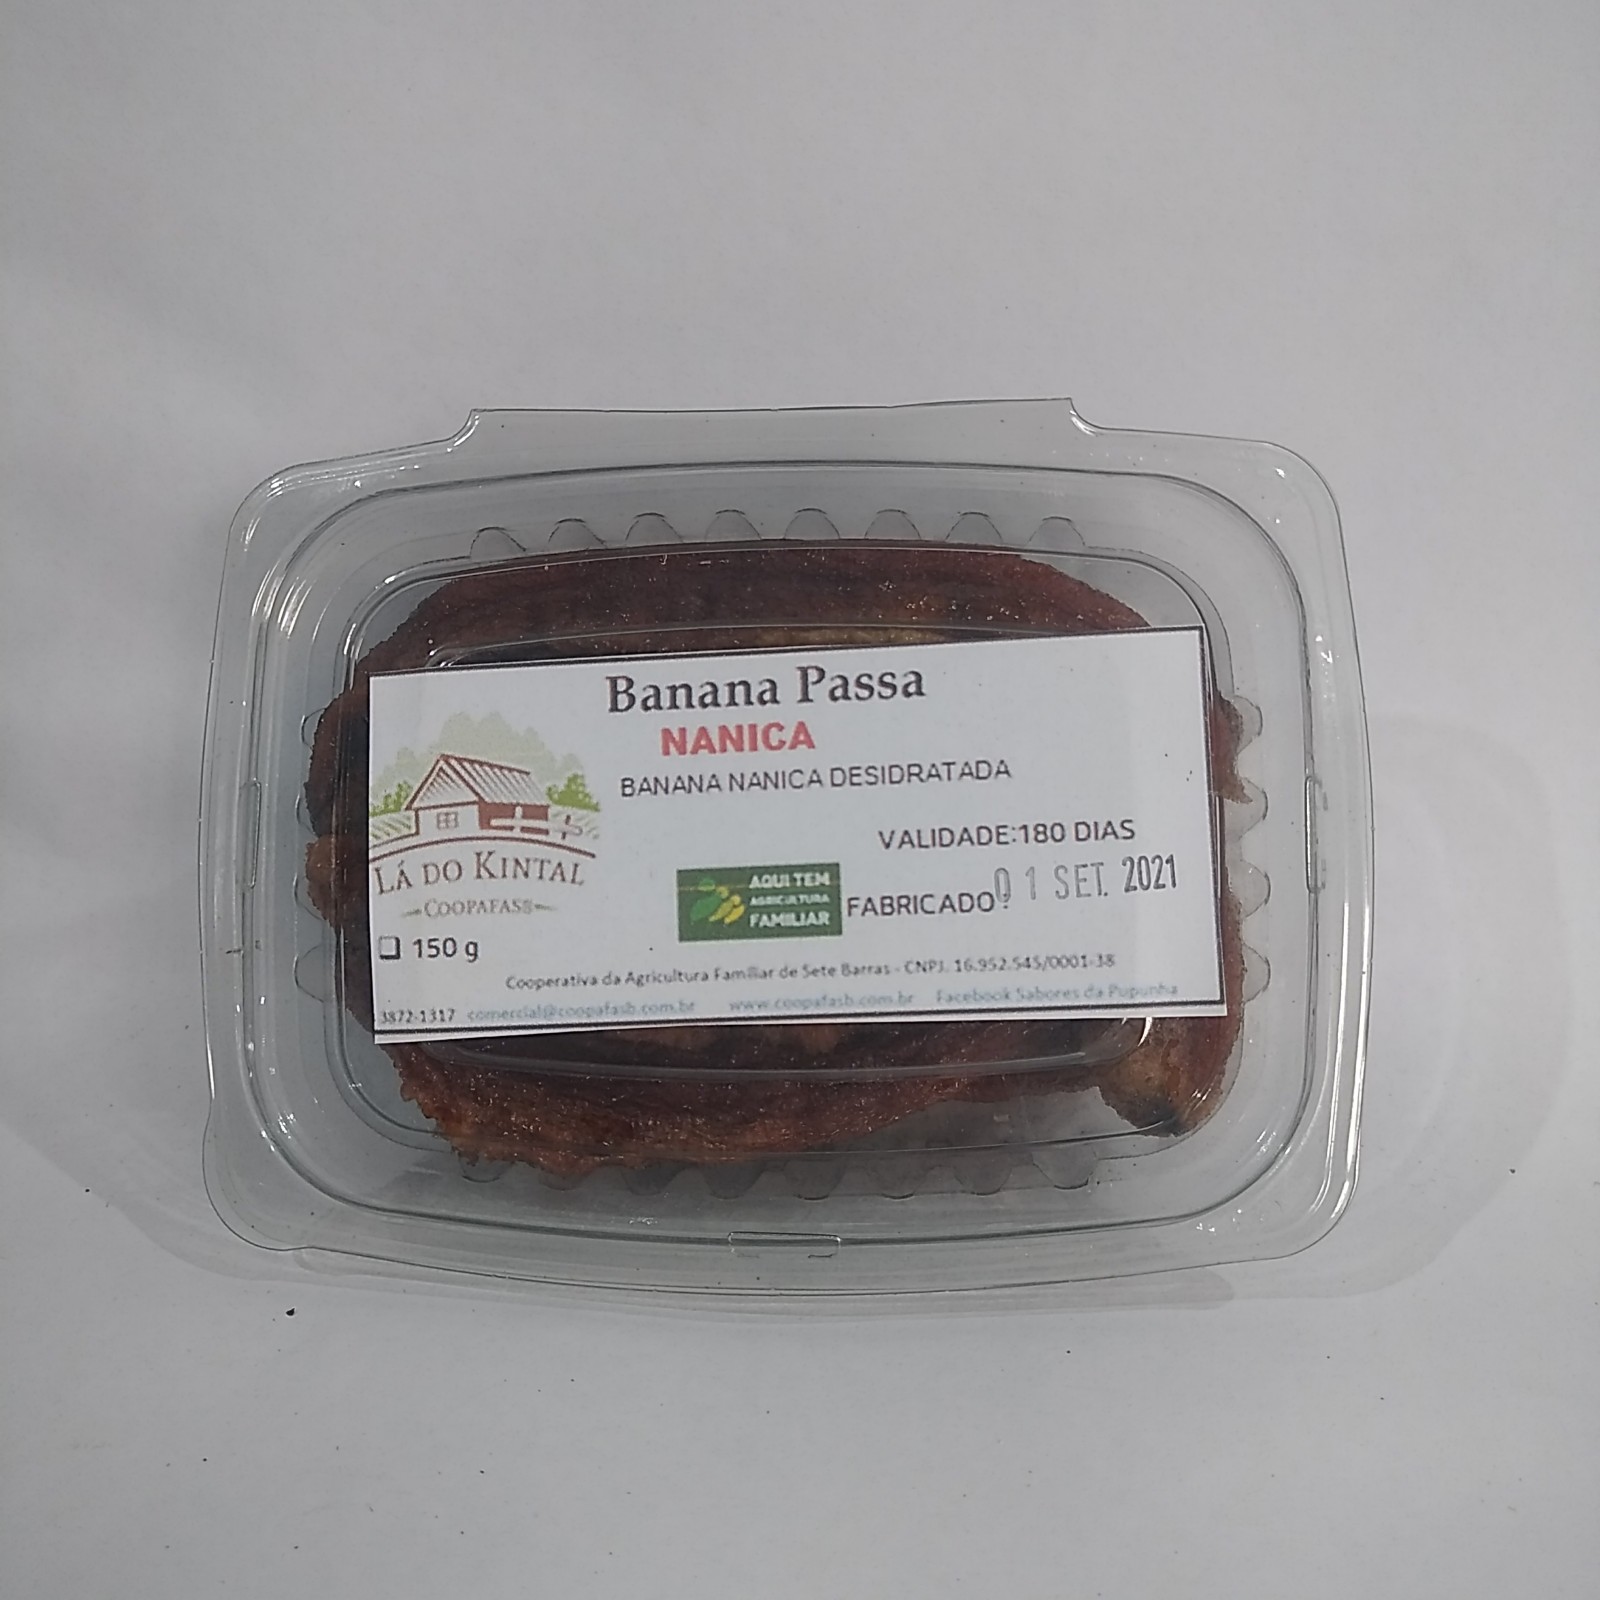 Banana Passa
NANICA
BANANA NANICA DESIDRATADA
VALIDADE:180 DIAS
FABRICADO: 01 SET. 2021
AQUI TEM
AGRICULTURA
FAMILIAR
LÁ DO KINTAL
COOPAFASB
150 g
Cooperativa da Agricultura Familiar de Sete Barras - CNPJ. 16.952.545/0001-38
3872-1317 comercial@coopafasb.com.br www.coopafasb.com.br Facebook Sabores da Pupunha